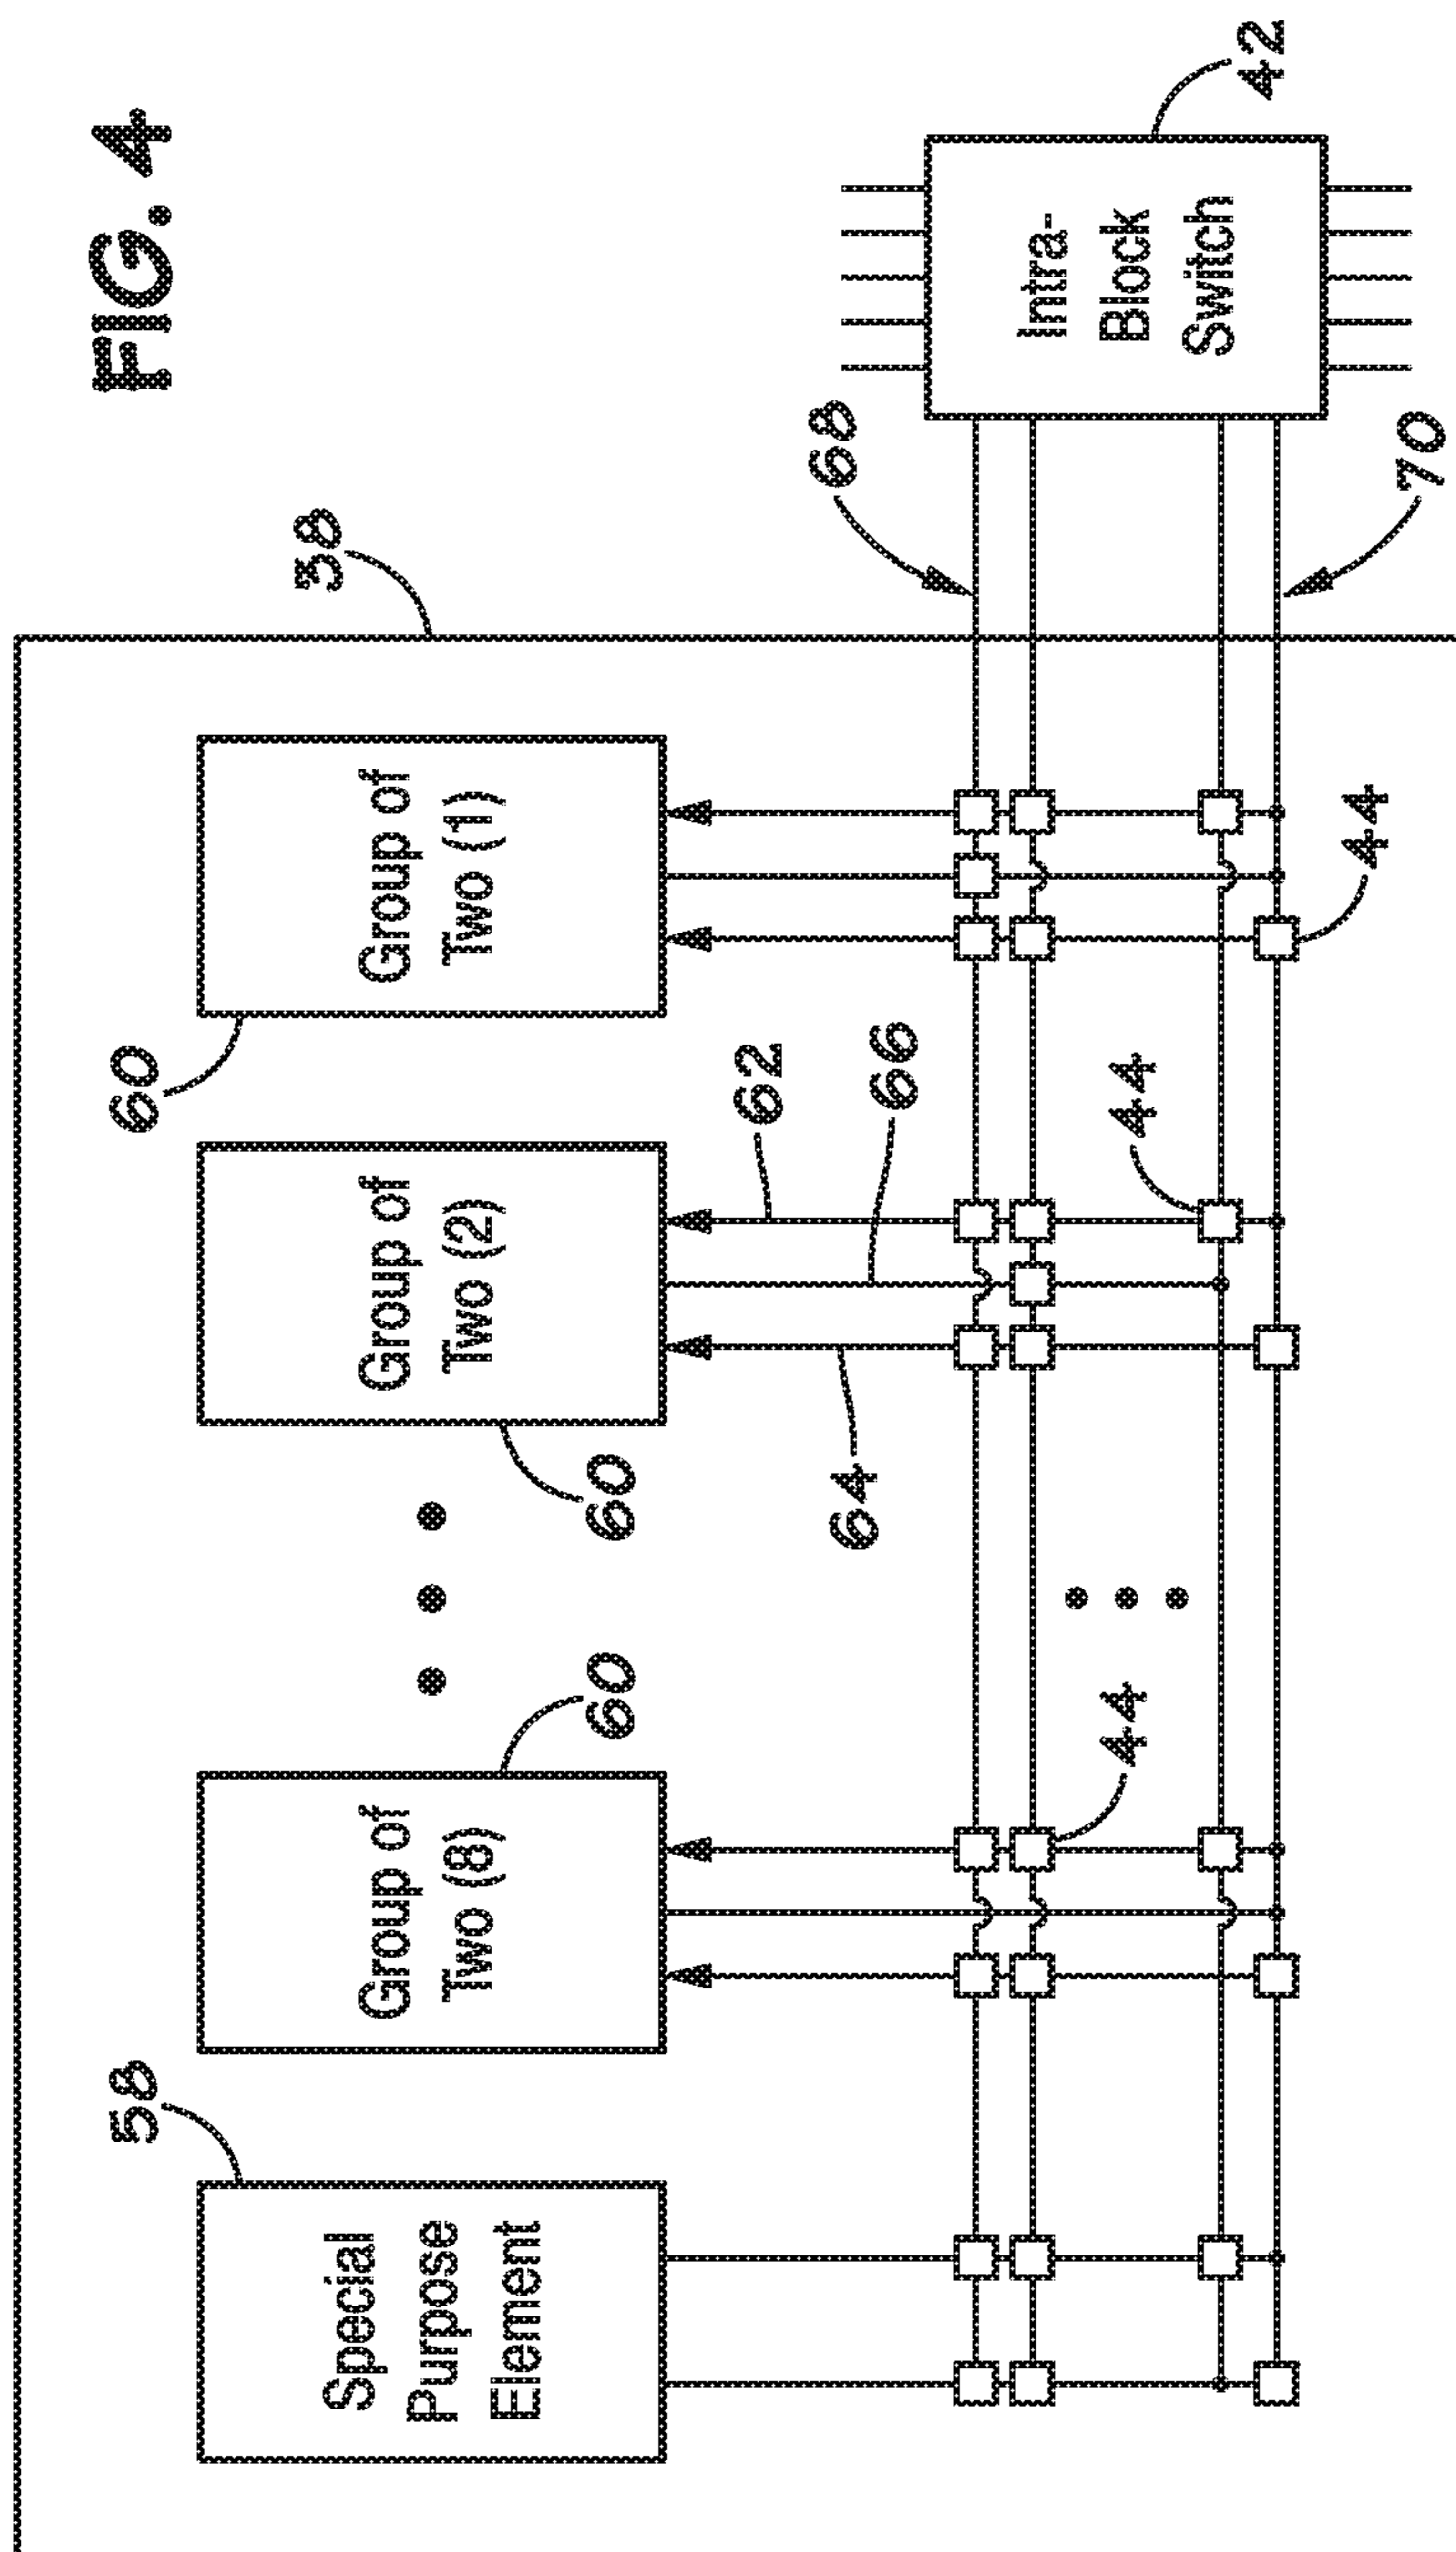 FIG. 4
58
Special
Purpose
Element
60
Group of
Two (8)
60
Group of
Two (2)
60
Group of
Two (1)
38
44
64
62
66
44
44
68
70
Intra-
Block
Switch
42